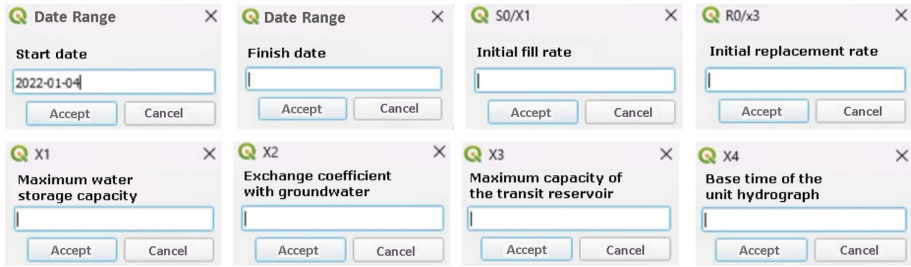 Date Range
Start date
2022-01-04
Accept Cancel
Date Range
Finish date
Accept Cancel
S0/X1
Initial fill rate
Accept Cancel
R0/x3
Initial replacement rate
Accept Cancel
X1
Maximum water
storage capacity
Accept Cancel
X2
Exchange coefficient
with groundwater
Accept Cancel
X3
Maximum capacity of
the transit reservoir
Accept Cancel
X4
Base time of the
unit hydrograph
Accept Cancel